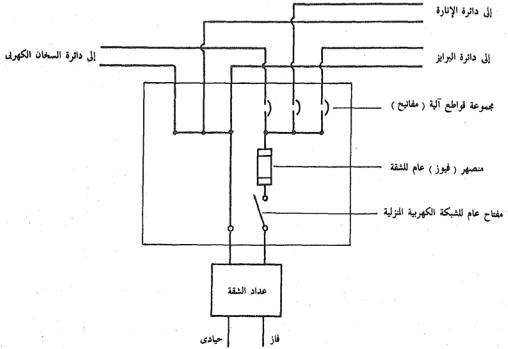 إلى دائرة الإنارة
إلى دائرة البرايز
إلى دائرة السخان الكهربى
مجموعة قواطع آلية ( مفاتيح )
منصهر ( فيوز ) عام للشقة
مفتاح عام للشبكة الكهربية المنزلية
عداد الشقة
فاز
حيادى